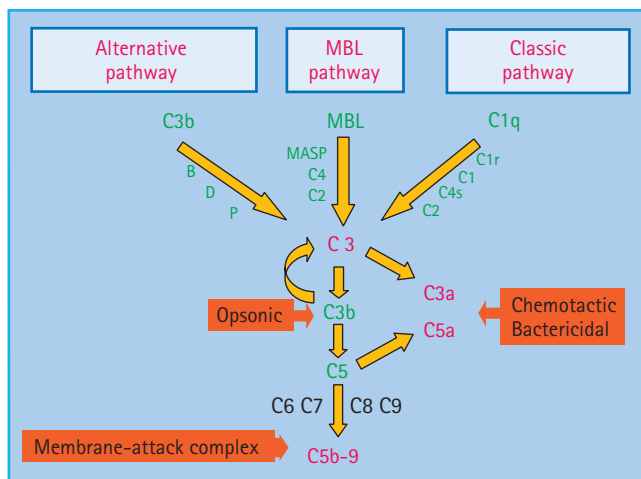 Alternative
pathway
MBL
pathway
Classic
pathway
C3b
MBL
C1q
B
D
P
MASP
C4
C2
C1r
C1
C4s
C2
C 3
C3a
C5a
Chemotactic
Bactericidal
Opsonic
C3b
C5
C6 C7
C8 C9
Membrane-attack complex
C5b-9